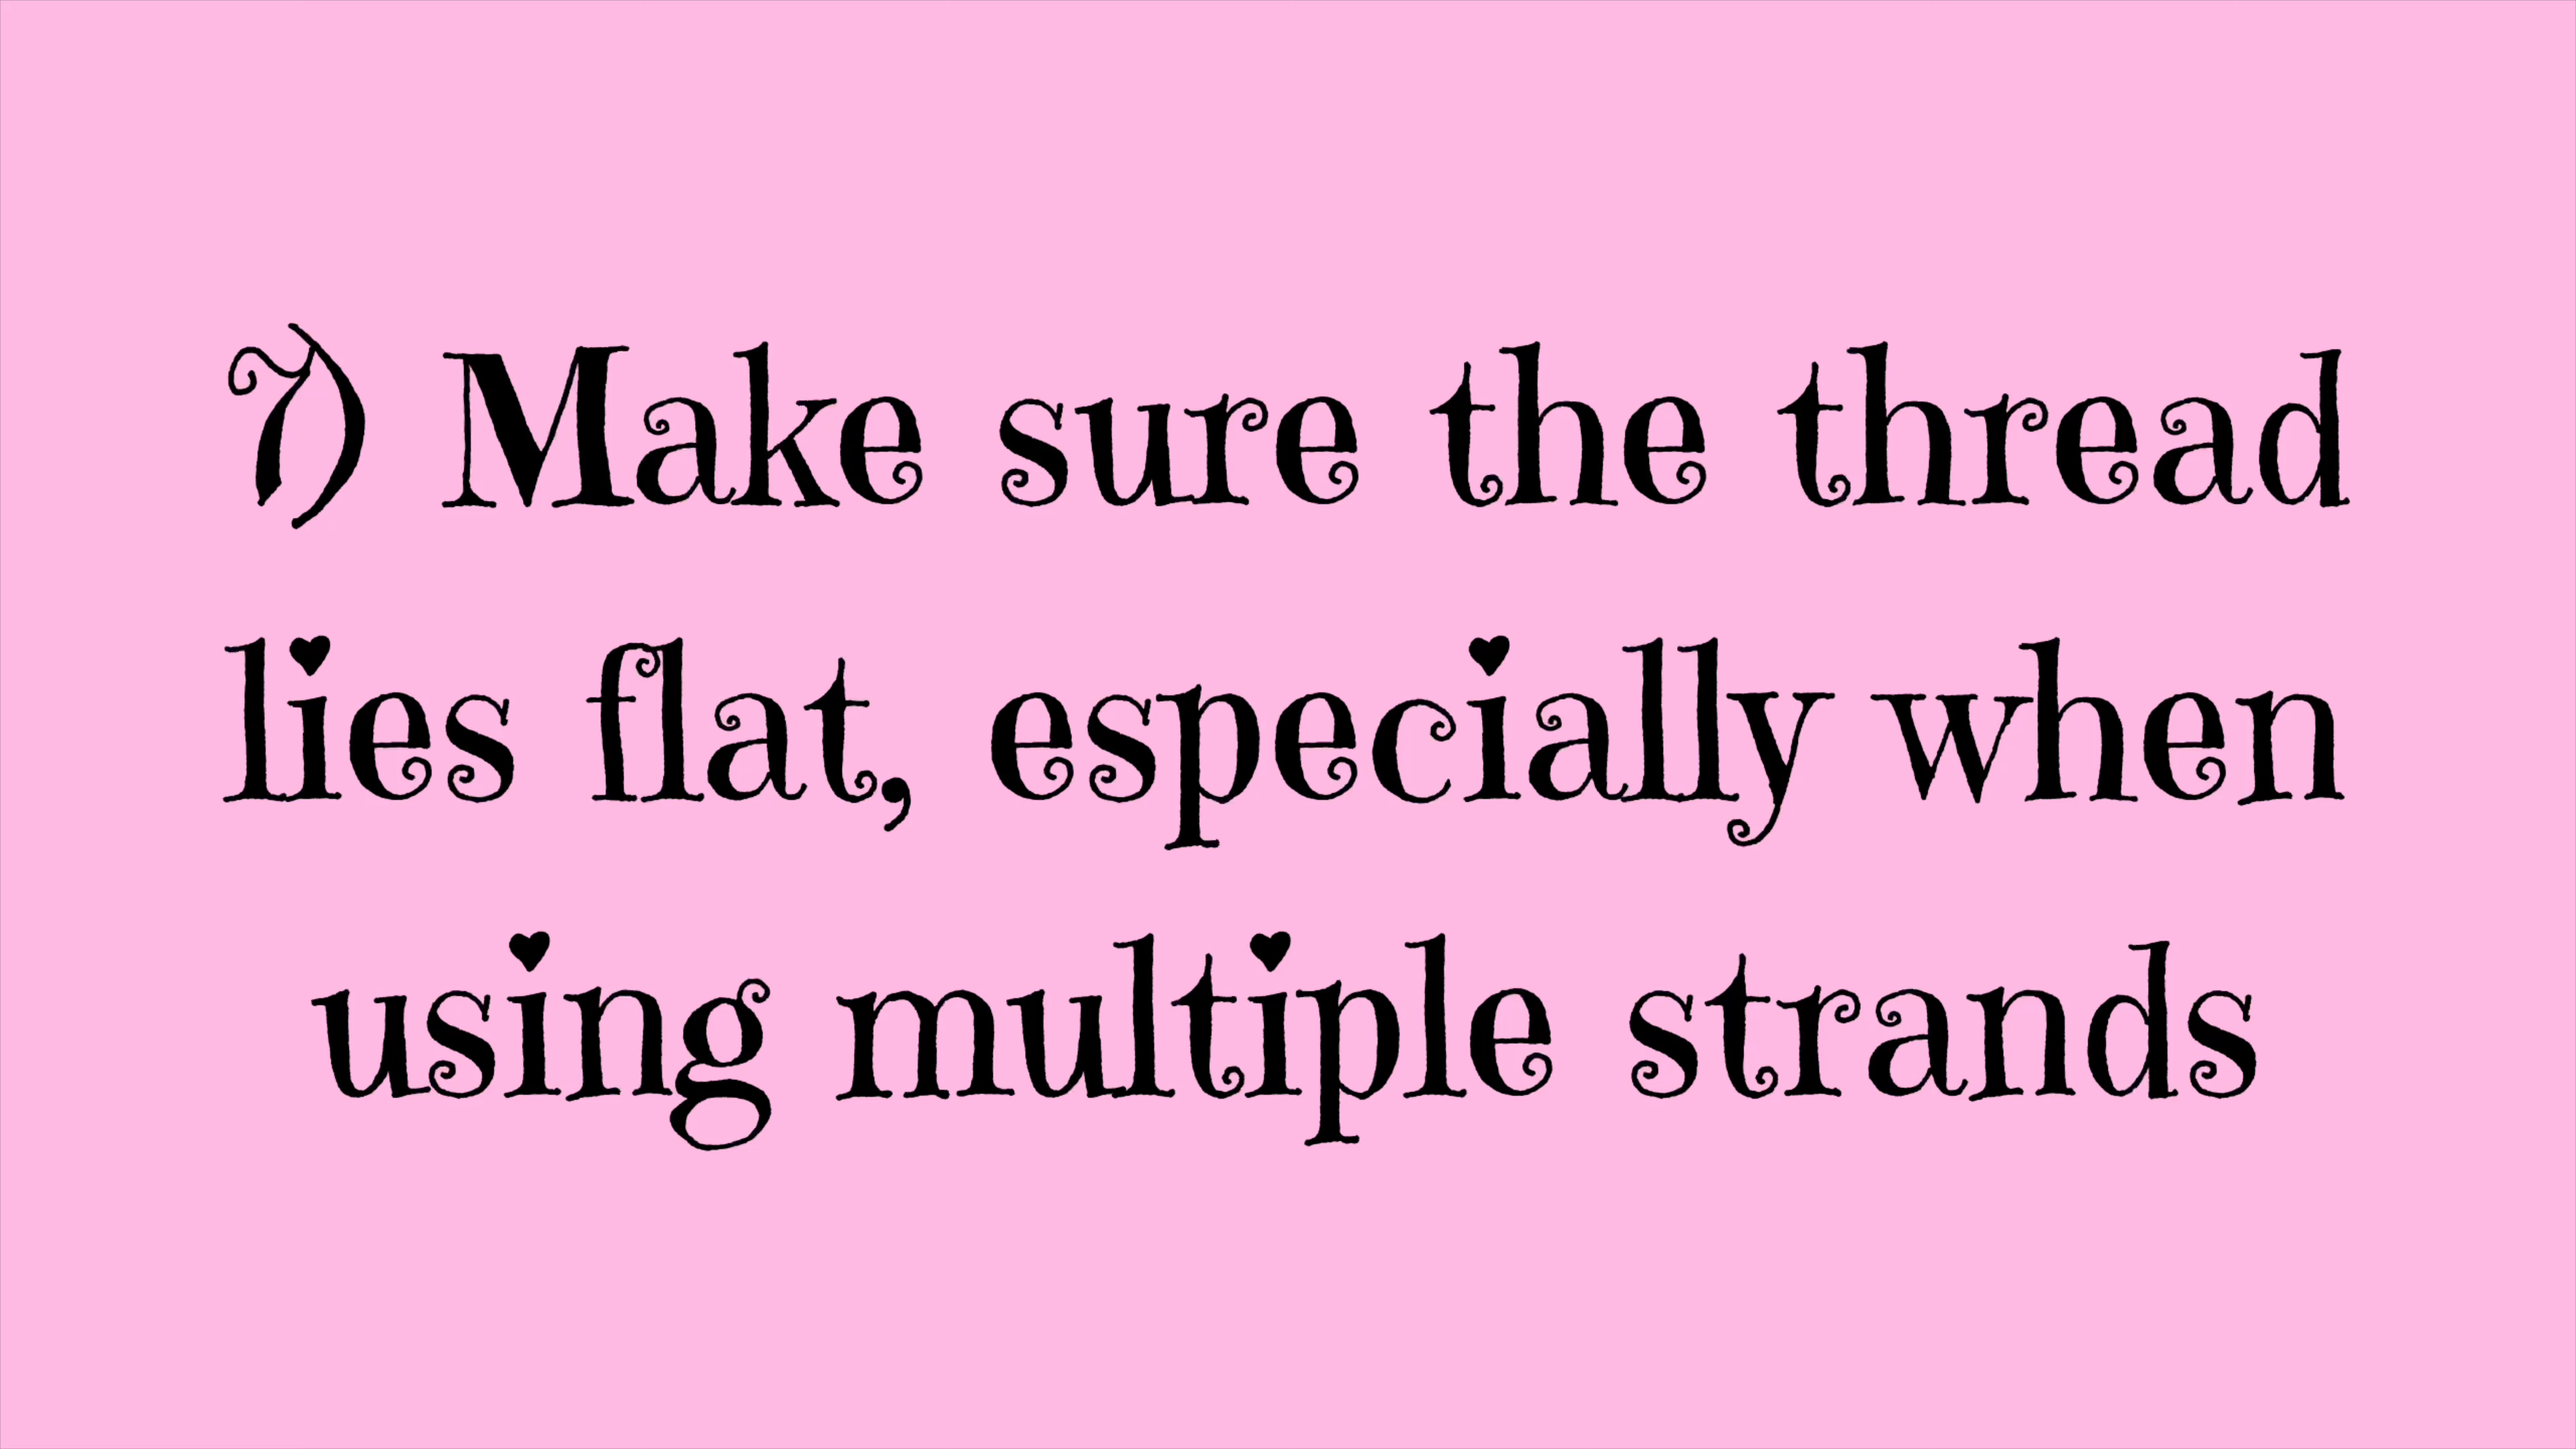 7) Make sure the thread
lies flat, especially when
using multiple strands